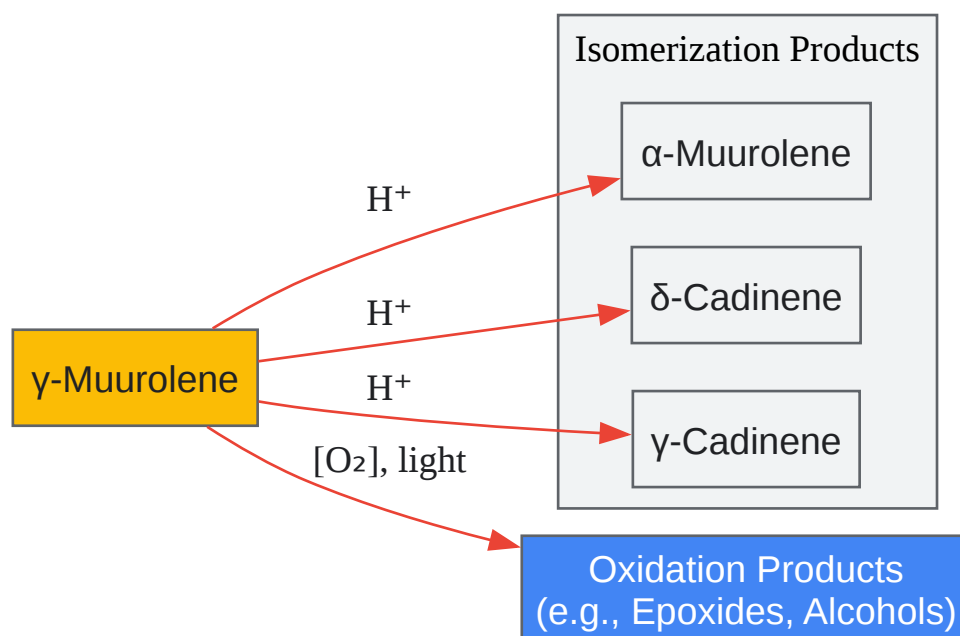 Isomerization Products
α-Muurolene
H⁺
δ-Cadinene
H⁺
γ-Muurolene
H⁺
γ-Cadinene
[O₂], light
Oxidation Products
(e.g., Epoxides, Alcohols)